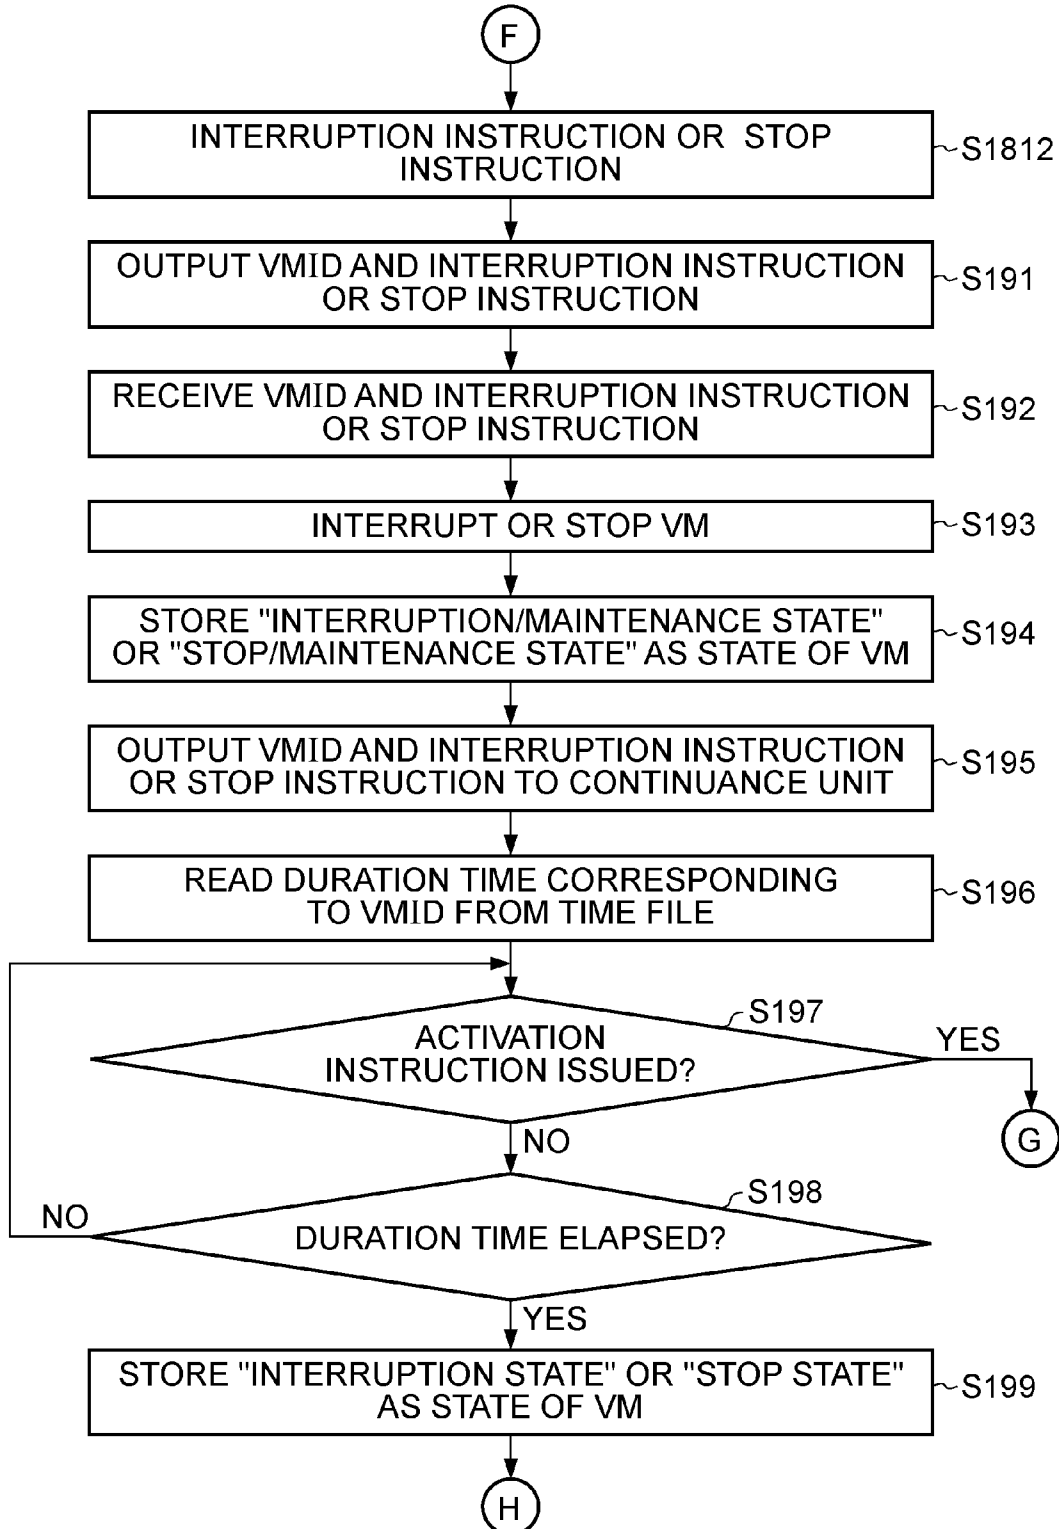 F
INTERRUPTION INSTRUCTION OR STOP
INSTRUCTION
S1812
OUTPUT VMID AND INTERRUPTION INSTRUCTION
OR STOP INSTRUCTION
S191
RECEIVE VMID AND INTERRUPTION INSTRUCTION
OR STOP INSTRUCTION
S192
INTERRUPT OR STOP VM
S193
STORE "INTERRUPTION/MAINTENANCE STATE"
OR "STOP/MAINTENANCE STATE" AS STATE OF VM
S194
OUTPUT VMID AND INTERRUPTION INSTRUCTION
OR STOP INSTRUCTION TO CONTINUANCE UNIT
S195
READ DURATION TIME CORRESPONDING
TO VMID FROM TIME FILE
S196
S197
ACTIVATION
INSTRUCTION ISSUED?
YES
G
NO
S198
NO
DURATION TIME ELAPSED?
YES
STORE "INTERRUPTION STATE" OR "STOP STATE"
AS STATE OF VM
S199
H